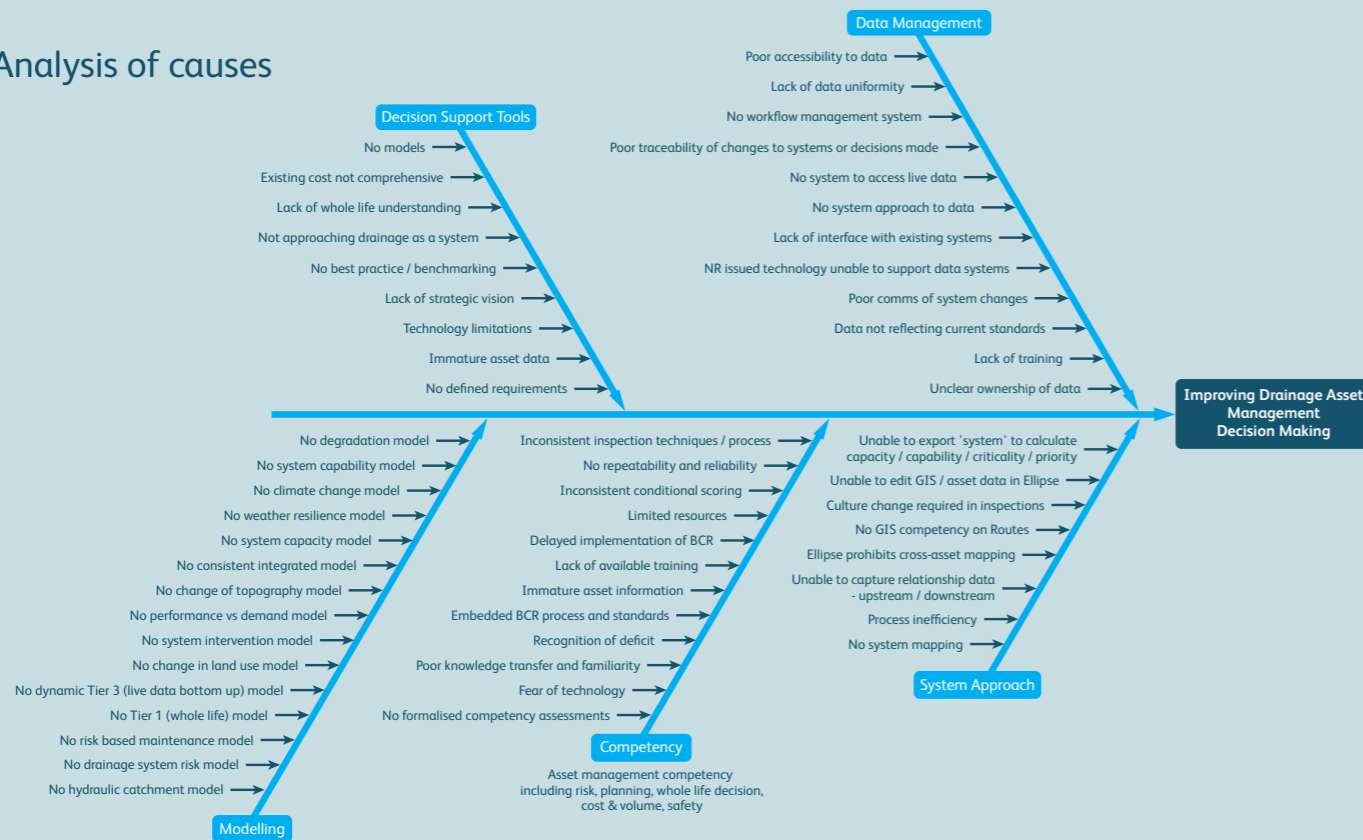 Analysis of causes
Data Management
Poor accessibility to data
Lack of data uniformity
No workflow management system
Poor traceability of changes to systems or decisions made
No system to access live data
No system approach to data
Lack of interface with existing systems
NR issued technology unable to support data systems
Poor comms of system changes
Data not reflecting current standards
Lack of training
Unclear ownership of data
Decision Support Tools
No models
Existing cost not comprehensive
Lack of whole life understanding
Not approaching drainage as a system
No best practice / benchmarking
Lack of strategic vision
Technology limitations
Immature asset data
No defined requirements
Improving Drainage Asset
Management
Decision Making
No degradation model
No system capability model
No climate change model
No weather resilience model
No system capacity model
No consistent integrated model
No change of topography model
No performance vs demand model
No system intervention model
No change in land use model
No dynamic Tier 3 (live data bottom up) model
No Tier 1 (whole life) model
No risk based maintenance model
No drainage system risk model
No hydraulic catchment model
Modelling
Inconsistent inspection techniques / process
No repeatability and reliability
Inconsistent conditional scoring
Limited resources
Delayed implementation of BCR
Lack of available training
Immature asset information
Embedded BCR process and standards
Recognition of deficit
Poor knowledge transfer and familiarity
Fear of technology
No formalised competency assessments
Competency
Asset management competency
including risk, planning, whole life decision,
cost & volume, safety
Unable to export 'system' to calculate
capacity / capability / criticality / priority
Unable to edit GIS / asset data in Ellipse
Culture change required in inspections
No GIS competency on Routes
Ellipse prohibits cross-asset mapping
Unable to capture relationship data
- upstream / downstream
Process inefficiency
No system mapping
System Approach